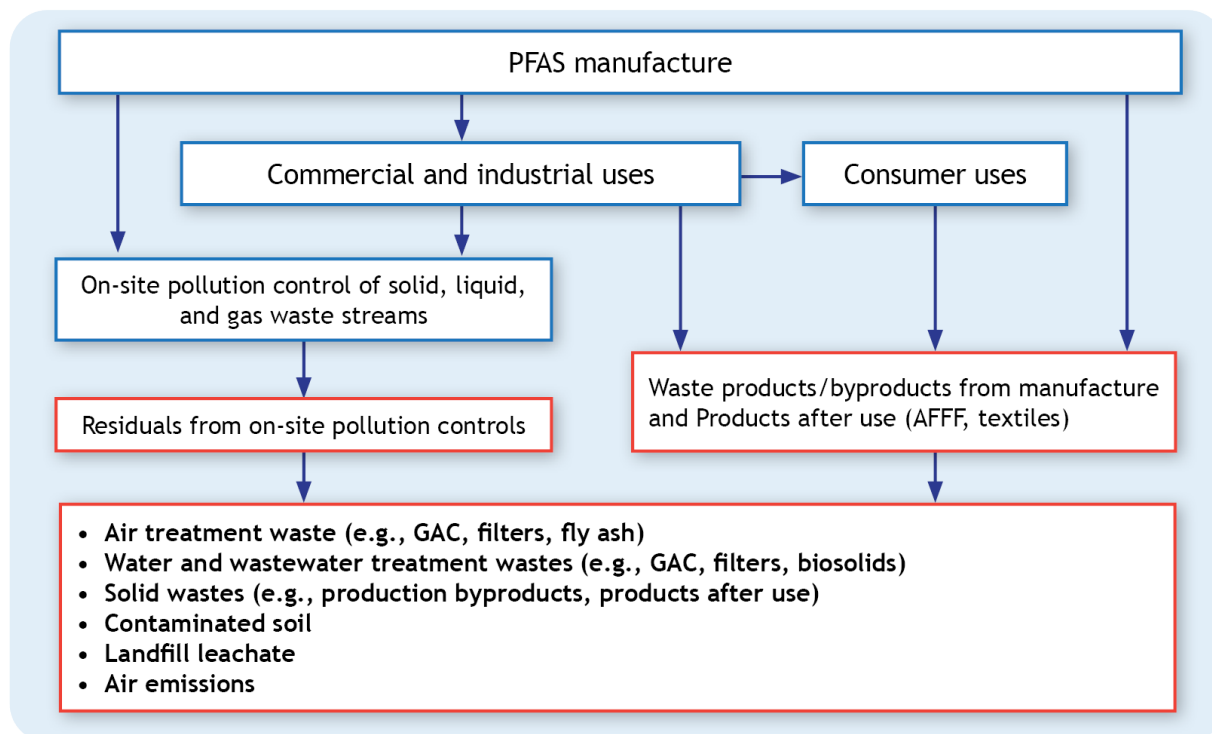 PFAS manufacture
Commercial and industrial uses
Consumer uses
On-site pollution control of solid, liquid,
and gas waste streams
Waste products/byproducts from manufacture
and Products after use (AFFF, textiles)
Residuals from on-site pollution controls
• Air treatment waste (e.g., GAC, filters, fly ash)
• Water and wastewater treatment wastes (e.g., GAC, filters, biosolids)
• Solid wastes (e.g., production byproducts, products after use)
• Contaminated soil
• Landfill leachate
• Air emissions